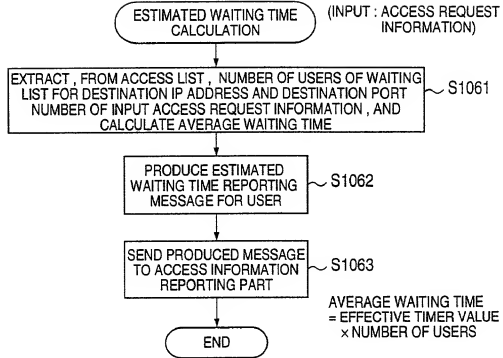 ESTIMATED WAITING TIME
CALCULATION
(INPUT : ACCESS REQUEST
INFORMATION)
EXTRACT , FROM ACCESS LIST , NUMBER OF USERS OF WAITING
LIST FOR DESTINATION IP ADDRESS AND DESTINATION PORT
NUMBER OF INPUT ACCESS REQUEST INFORMATION , AND
CALCULATE AVERAGE WAITING TIME
S1061
PRODUCE ESTIMATED
WAITING TIME REPORTING
MESSAGE FOR USER
S1062
SEND PRODUCED MESSAGE
TO ACCESS INFORMATION
REPORTING PART
S1063
END
AVERAGE WAITING TIME
= EFFECTIVE TIMER VALUE
× NUMBER OF USERS